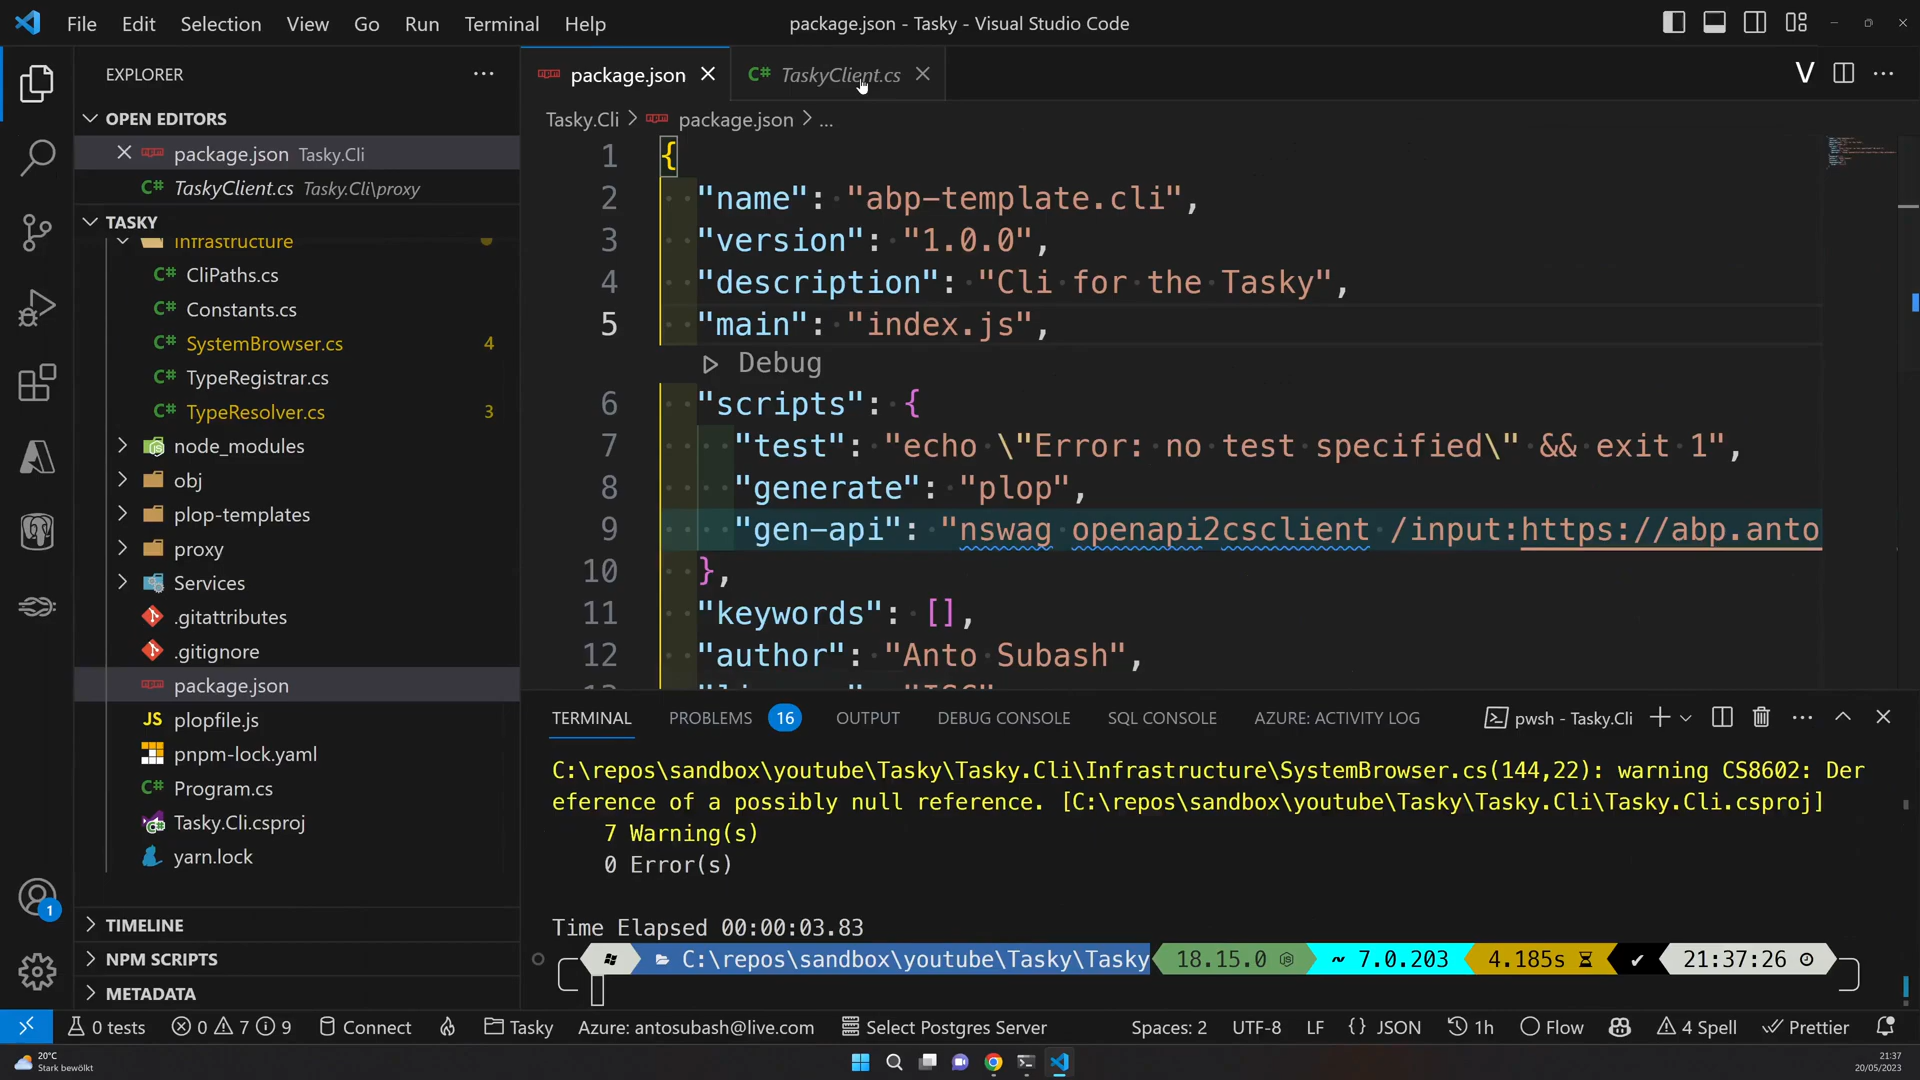 File Edit Selection View Go Run Terminal Help package.json - Tasky - Visual Studio Code
EXPLORER
OPEN EDITORS
package.json Tasky.Cli
C# TaskyClient.cs Tasky.Cli\proxy
TASKY
Infrastructure
C# CliPaths.cs
C# Constants.cs
C# SystemBrowser.cs 4
C# TypeRegistrar.cs
C# TypeResolver.cs 3
node_modules
obj
plop-templates
proxy
Services
.gitattributes
.gitignore
package.json
JS plopfile.js
pnpm-lock.yaml
C# Program.cs
Tasky.Cli.csproj
yarn.lock
TIMELINE
NPM SCRIPTS
METADATA
1
package.json
C# TaskyClient.cs
V
Tasky.Cli > package.json > ...
1 {
2 "name": "abp-template.cli",
3 "version": "1.0.0",
4 "description": "Cli for the Tasky",
5 "main": "index.js",
Debug
6 "scripts": {
7 "test": "echo \"Error: no test specified\" && exit 1",
8 "generate": "plop",
9 "gen-api": "nswag openapi2csclient /input:https://abp.anto
10 },
11 "keywords": [],
12 "author": "Anto Subash",
TERMINAL PROBLEMS 16 OUTPUT DEBUG CONSOLE SQL CONSOLE AZURE: ACTIVITY LOG pwsh - Tasky.Cli
C:\repos\sandbox\youtube\Tasky\Tasky.Cli\Infrastructure\SystemBrowser.cs(144,22): warning CS8602: Der
eference of a possibly null reference. [C:\repos\sandbox\youtube\Tasky\Tasky.Cli\Tasky.Cli.csproj]
7 Warning(s)
0 Error(s)
Time Elapsed 00:00:03.83
C:\repos\sandbox\youtube\Tasky\Tasky 18.15.0 ~ 7.0.203 4.185s ✔ 21:37:26
0 tests 0 7 9 Connect Tasky Azure: antosubash@live.com Select Postgres Server Spaces: 2 UTF-8 LF {} JSON 1h Flow 4 Spell Prettier
20°C
Stark bewölkt
21:37
20/05/2023